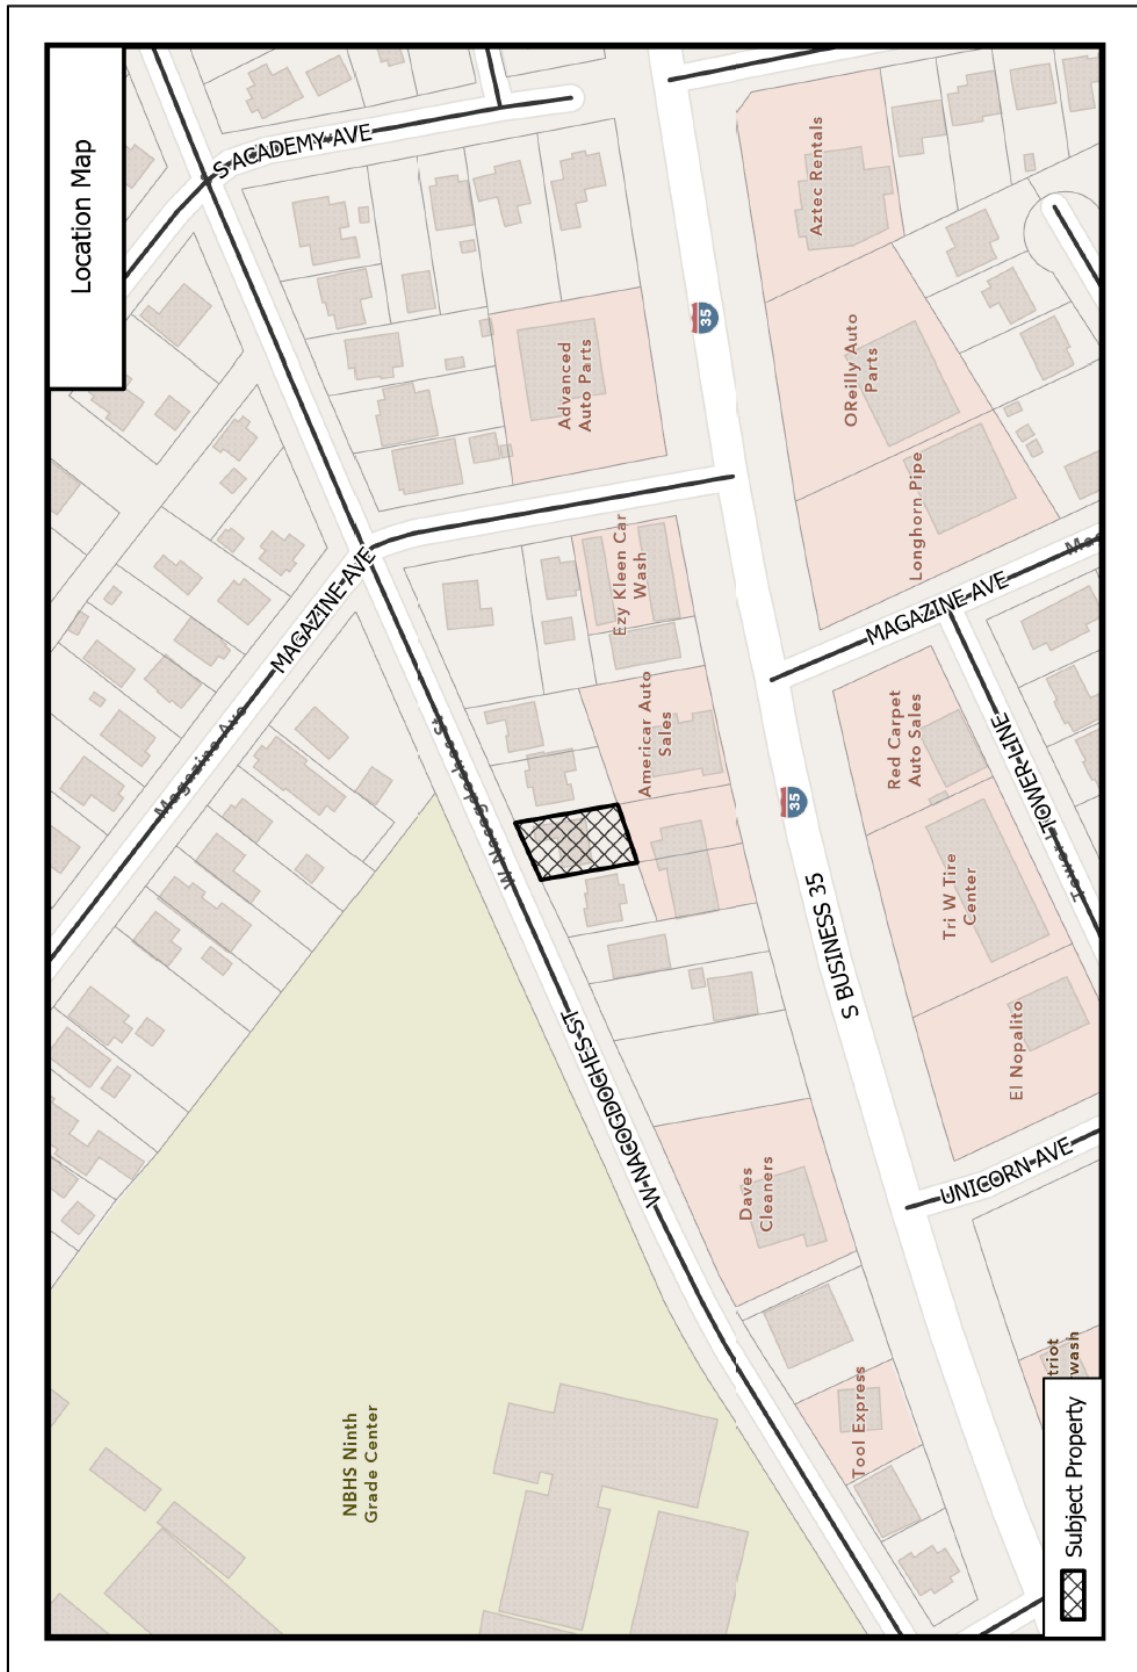 Location Map
S ACADEMY AVE
MAGAZINE AVE
Magazine Ave
W Nacogdoches St
W NACOGDOCHES ST
Advanced
Auto Parts
35
Aztec Rentals
OReilly Auto
Parts
Longhorn Pipe
Ezy Kleen Car
Wash
Americar Auto
Sales
MAGAZINE AVE
Red Carpet
Auto Sales
35
S BUSINESS 35
TOWER LINE
Tri W Tire
Center
El Nopalito
UNICORN AVE
Daves
Cleaners
Tool Express
NBHS Ninth
Grade Center
triot
wash
Subject Property